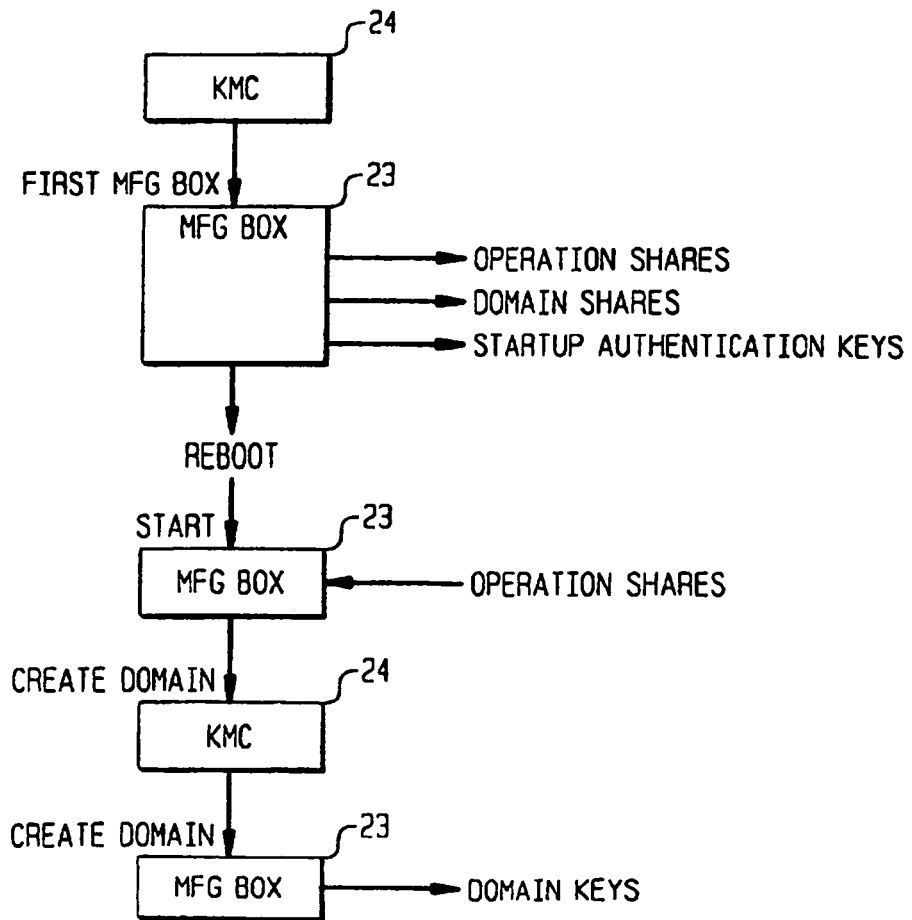 24
KMC
FIRST MFG BOX
23
MFG BOX
OPERATION SHARES
DOMAIN SHARES
STARTUP AUTHENTICATION KEYS
REBOOT
START
23
MFG BOX
OPERATION SHARES
CREATE DOMAIN
24
KMC
CREATE DOMAIN
23
MFG BOX
DOMAIN KEYS